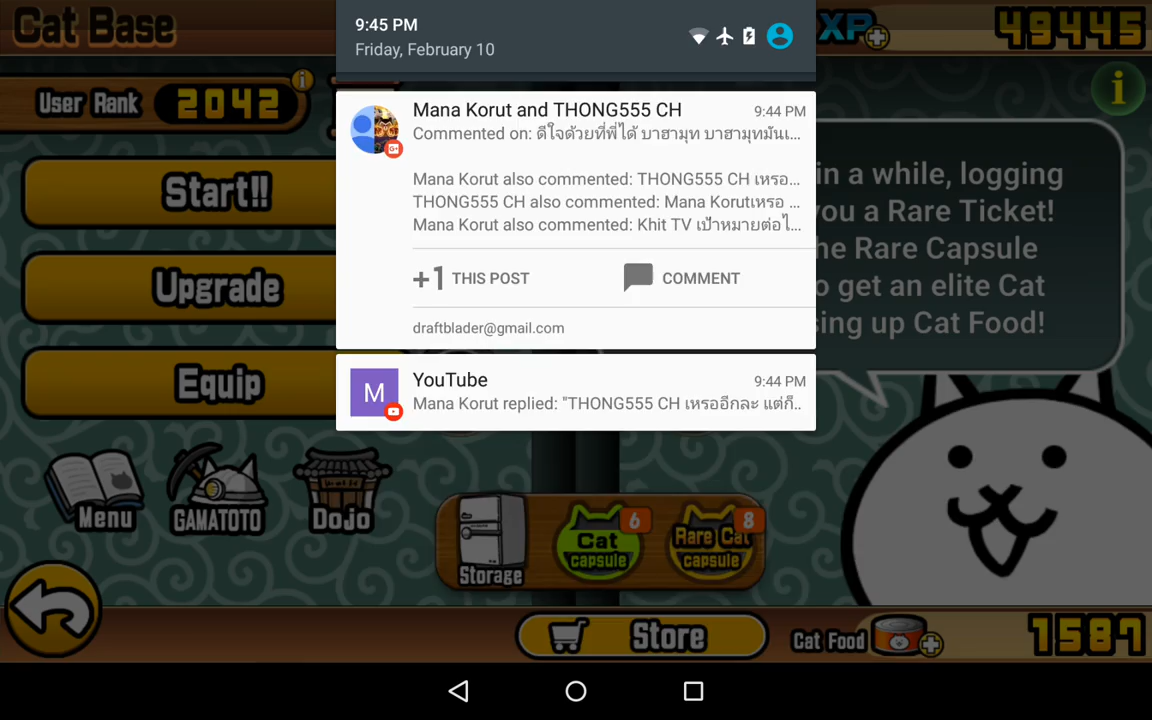 Cat Base
XP
49445
9:45 PM
Friday, February 10
User Rank 2042
i
i
Mana Korut and THONG555 CH 9:44 PM
Commented on: ดีใจด้วยที่พี่ได้ บาฮามุท บาฮามุทมันเ...
Mana Korut also commented: THONG555 CH เหรอ...
THONG555 CH also commented: Mana Korutเหรอ ...
Mana Korut also commented: Khit TV เป้าหมายต่อไ...
+1 THIS POST
COMMENT
draftblader@gmail.com
M
YouTube 9:44 PM
Mana Korut replied: "THONG555 CH เหรออีกละ แต่ก็..
Start!!
Upgrade
Equip
in a while, logging
you a Rare Ticket!
he Rare Capsule
o get an elite Cat
sing up Cat Food!
Menu
GAMATOTO
Dojo
Storage
Cat capsule 6
Rare Cat capsule 8
Store
Cat Food
1587